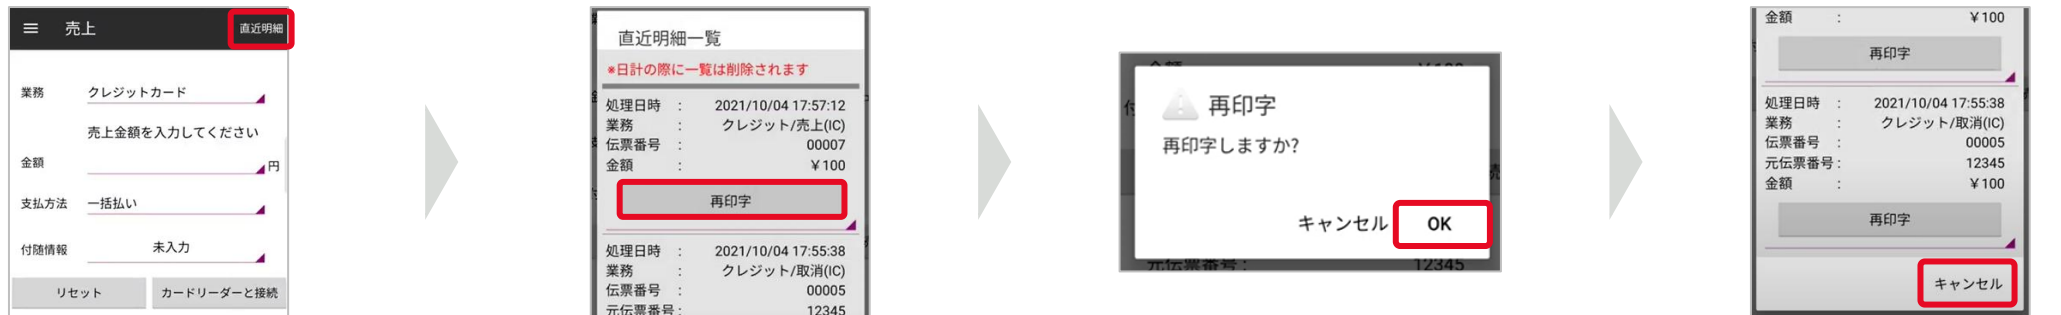 売上
直近明細
業務
クレジットカード
売上金額を入力してください
金額
円
支払方法
一括払い
付随情報
未入力
リセット
カードリーダーと接続
直近明細一覧
※日計の際に一覧は削除されます
処理日時 : 2021/10/04 17:57:12
業務 : クレジット/売上(IC)
伝票番号 : 00007
金額 : ￥100
再印字
処理日時 : 2021/10/04 17:55:38
業務 : クレジット/取消(IC)
伝票番号 : 00005
元伝票番号: 12345
再印字
再印字しますか?
キャンセル
OK
元伝票番号: 12345
金額 : ￥100
再印字
処理日時 : 2021/10/04 17:55:38
業務 : クレジット/取消(IC)
伝票番号 : 00005
元伝票番号: 12345
金額 : ￥100
再印字
キャンセル